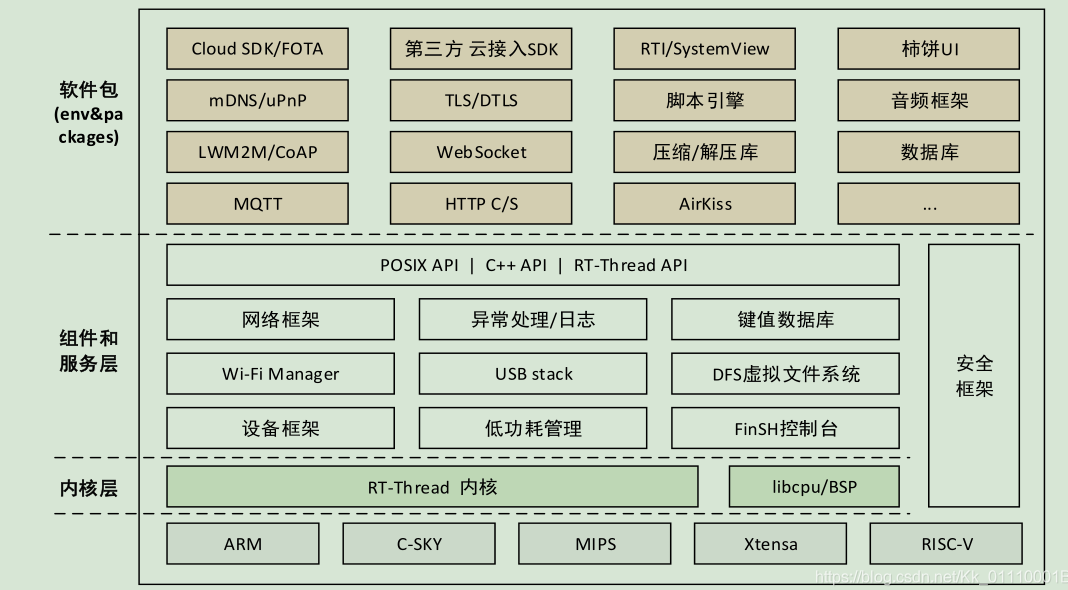 Cloud SDK/FOTA
第三方 云接入SDK
RTI/SystemView
柿饼UI
软件包
(env&pa
ckages)
mDNS/uPnP
TLS/DTLS
脚本引擎
音频框架
LWM2M/CoAP
WebSocket
压缩/解压库
数据库
MQTT
HTTP C/S
AirKiss
...
POSIX API | C++ API | RT-Thread API
组件和
服务层
网络框架
异常处理/日志
键值数据库
Wi-Fi Manager
USB stack
DFS虚拟文件系统
安全
框架
设备框架
低功耗管理
FinSH控制台
内核层
RT-Thread 内核
libcpu/BSP
ARM
C-SKY
MIPS
Xtensa
RISC-V
https://blog.csdn.net/Kk_01110001B